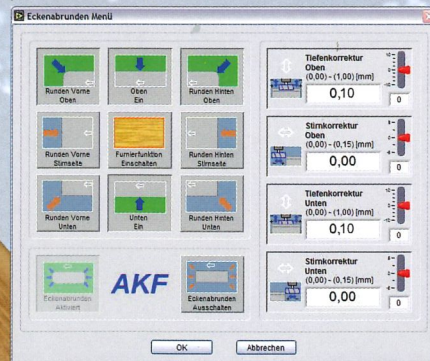 Eckenabrunden Menü
Runden Vorne
Oben
Oben
Ein
Runden Hinten
Oben
Runden Vorne
Stirnseite
Furnierfunktion
Einschalten
Runden Hinten
Stirnseite
Runden Vorne
Unten
Unten
Ein
Runden Hinten
Unten
Eckenabrunden
Aktiviert
AKF
Eckenabrunden
Ausschalten
Tiefenkorrektur
Oben
(0,00) - (1,00) [mm]
0,10
0
Stirnkorrektur
Oben
(0,00) - (0,15) [mm]
0,00
0
Tiefenkorrektur
Unten
(0,00) - (1,00) [mm]
0,10
0
Stirnkorrektur
Unten
(0,00) - (0,15) [mm]
0,00
0
OK
Abbrechen